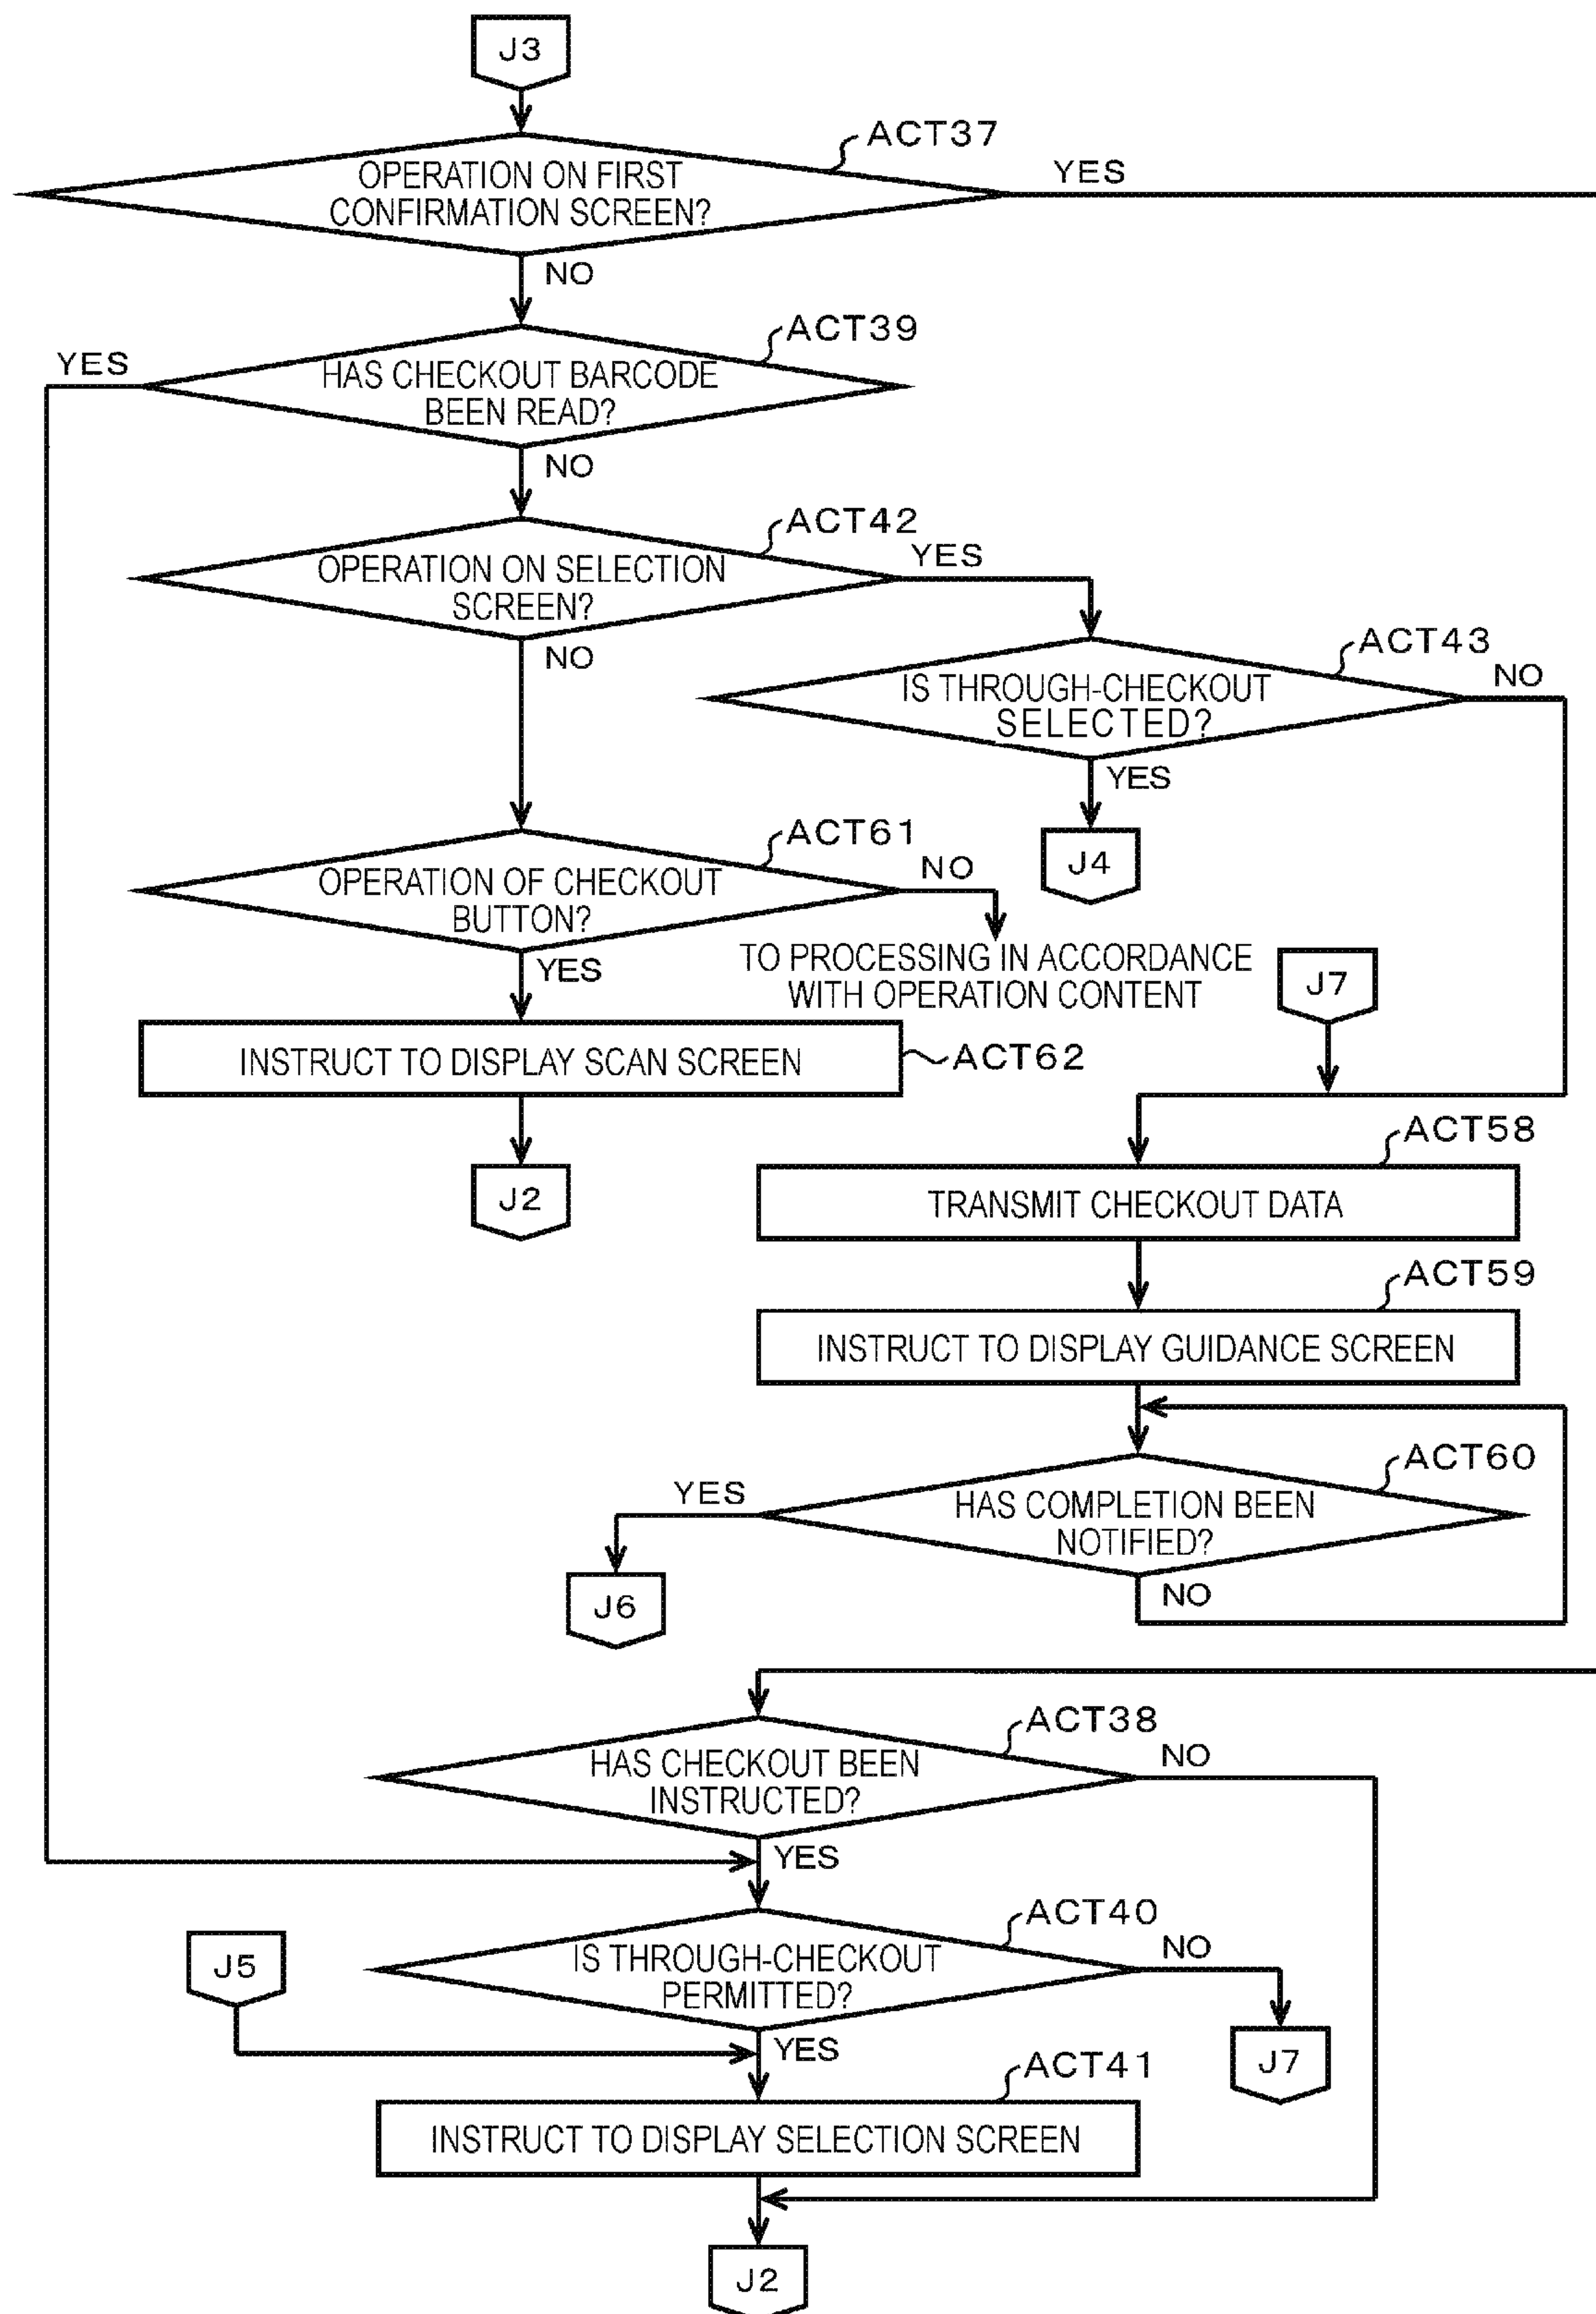 J3
ACT37
OPERATION ON FIRST
CONFIRMATION SCREEN?
YES
NO
ACT39
YES
HAS CHECKOUT BARCODE
BEEN READ?
NO
ACT42
YES
OPERATION ON SELECTION
SCREEN?
NO
ACT43
NO
IS THROUGH-CHECKOUT
SELECTED?
YES
J4
ACT61
NO
OPERATION OF CHECKOUT
BUTTON?
YES
TO PROCESSING IN ACCORDANCE
WITH OPERATION CONTENT
J7
INSTRUCT TO DISPLAY SCAN SCREEN
ACT62
J2
ACT58
TRANSMIT CHECKOUT DATA
ACT59
INSTRUCT TO DISPLAY GUIDANCE SCREEN
ACT60
YES
HAS COMPLETION BEEN
NOTIFIED?
NO
J6
ACT38
NO
HAS CHECKOUT BEEN
INSTRUCTED?
YES
ACT40
NO
IS THROUGH-CHECKOUT
PERMITTED?
J5
YES
J7
ACT41
INSTRUCT TO DISPLAY SELECTION SCREEN
J2